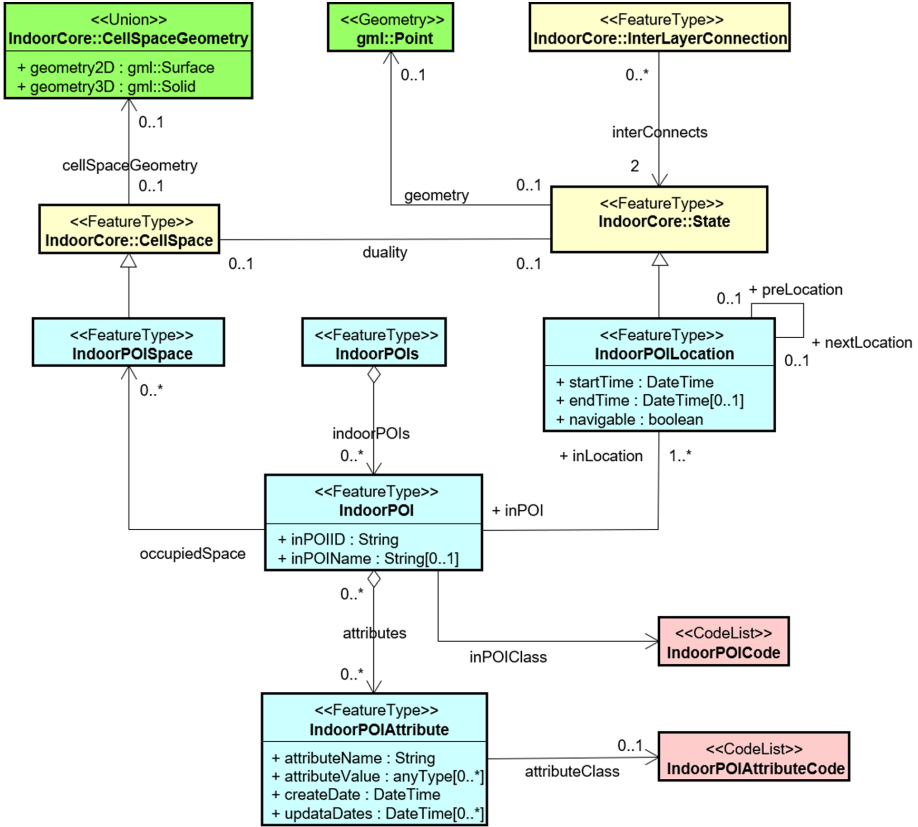 <<Union>>
IndoorCore::CellSpaceGeometry
+ geometry2D : gml::Surface
+ geometry3D : gml::Solid
<<Geometry>>
gml::Point
<<FeatureType>>
IndoorCore::InterLayerConnection
0..1
0..1
0..*
interConnects
2
cellSpaceGeometry
0..1
geometry
0..1
<<FeatureType>>
IndoorCore::CellSpace
<<FeatureType>>
IndoorCore::State
0..1
duality
0..1
0..1
+ preLocation
+ nextLocation
0..1
<<FeatureType>>
IndoorPOISpace
<<FeatureType>>
IndoorPOIs
<<FeatureType>>
IndoorPOILocation
+ startTime : DateTime
+ endTime : DateTime[0..1]
+ navigable : boolean
0..*
indoorPOIs
0..*
+ inLocation
1..*
<<FeatureType>>
IndoorPOI
+ inPOIID : String
+ inPOIName : String[0..1]
+ inPOI
occupiedSpace
0..*
attributes
0..*
inPOIClass
<<CodeList>>
IndoorPOICode
<<FeatureType>>
IndoorPOIAttribute
+ attributeName : String
+ attributeValue : anyType[0..*]
+ createDate : DateTime
+ updataDates : DateTime[0..*]
0..1
attributeClass
<<CodeList>>
IndoorPOIAttributeCode